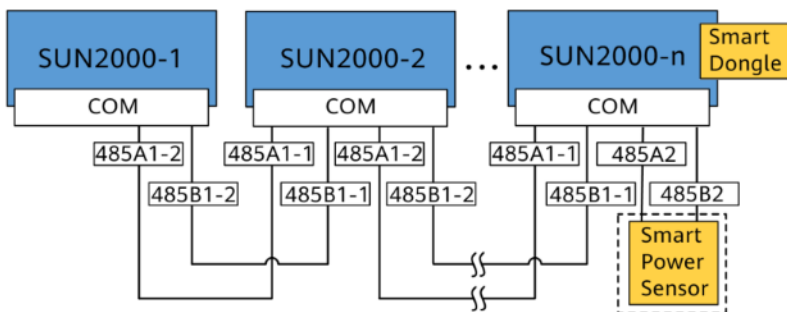 SUN2000-1
SUN2000-2
...
SUN2000-n
Smart
Dongle
COM
COM
COM
485A1-2
485A1-1
485A1-2
485A1-1
485A2
485B1-2
485B1-1
485B1-2
485B1-1
485B2
Smart
Power
Sensor